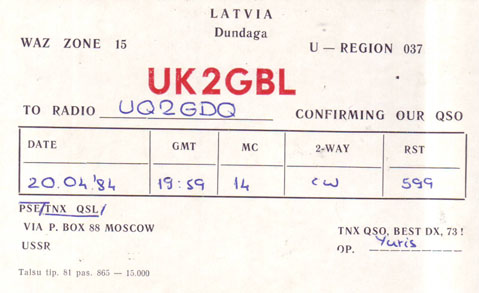 LATVIA
Dundaga
WAZ ZONE 15
U — REGION 037
UK2GBL
TO RADIO UQ2GDQ CONFIRMING OUR QSO
DATE GMT MC 2-WAY RST
20.04.'84 19:59 14 CW 599
PSE/TNX QSL/
VIA P. BOX 88 MOSCOW
USSR
TNX QSO, BEST DX, 73!
OP. Yuris
Talsu tip. 81 pas. 865 — 15.000